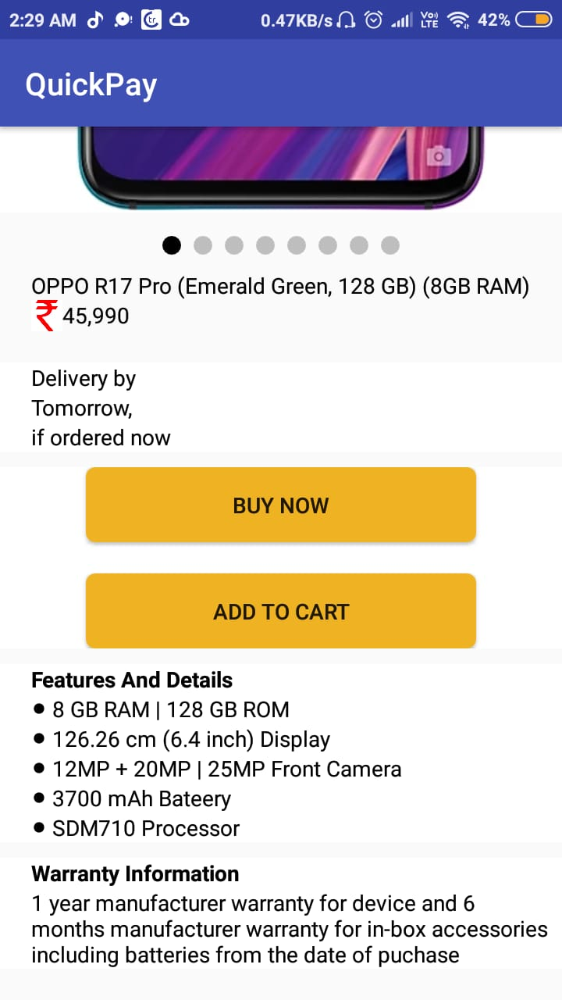 2:29 AM tr 0.47KB/s Vo)) LTE 42%
QuickPay
OPPO R17 Pro (Emerald Green, 128 GB) (8GB RAM)
₹ 45,990
Delivery by
Tomorrow,
if ordered now
BUY NOW
ADD TO CART
Features And Details
● 8 GB RAM | 128 GB ROM
● 126.26 cm (6.4 inch) Display
● 12MP + 20MP | 25MP Front Camera
● 3700 mAh Bateery
● SDM710 Processor
Warranty Information
1 year manufacturer warranty for device and 6
months manufacturer warranty for in-box accessories
including batteries from the date of puchase